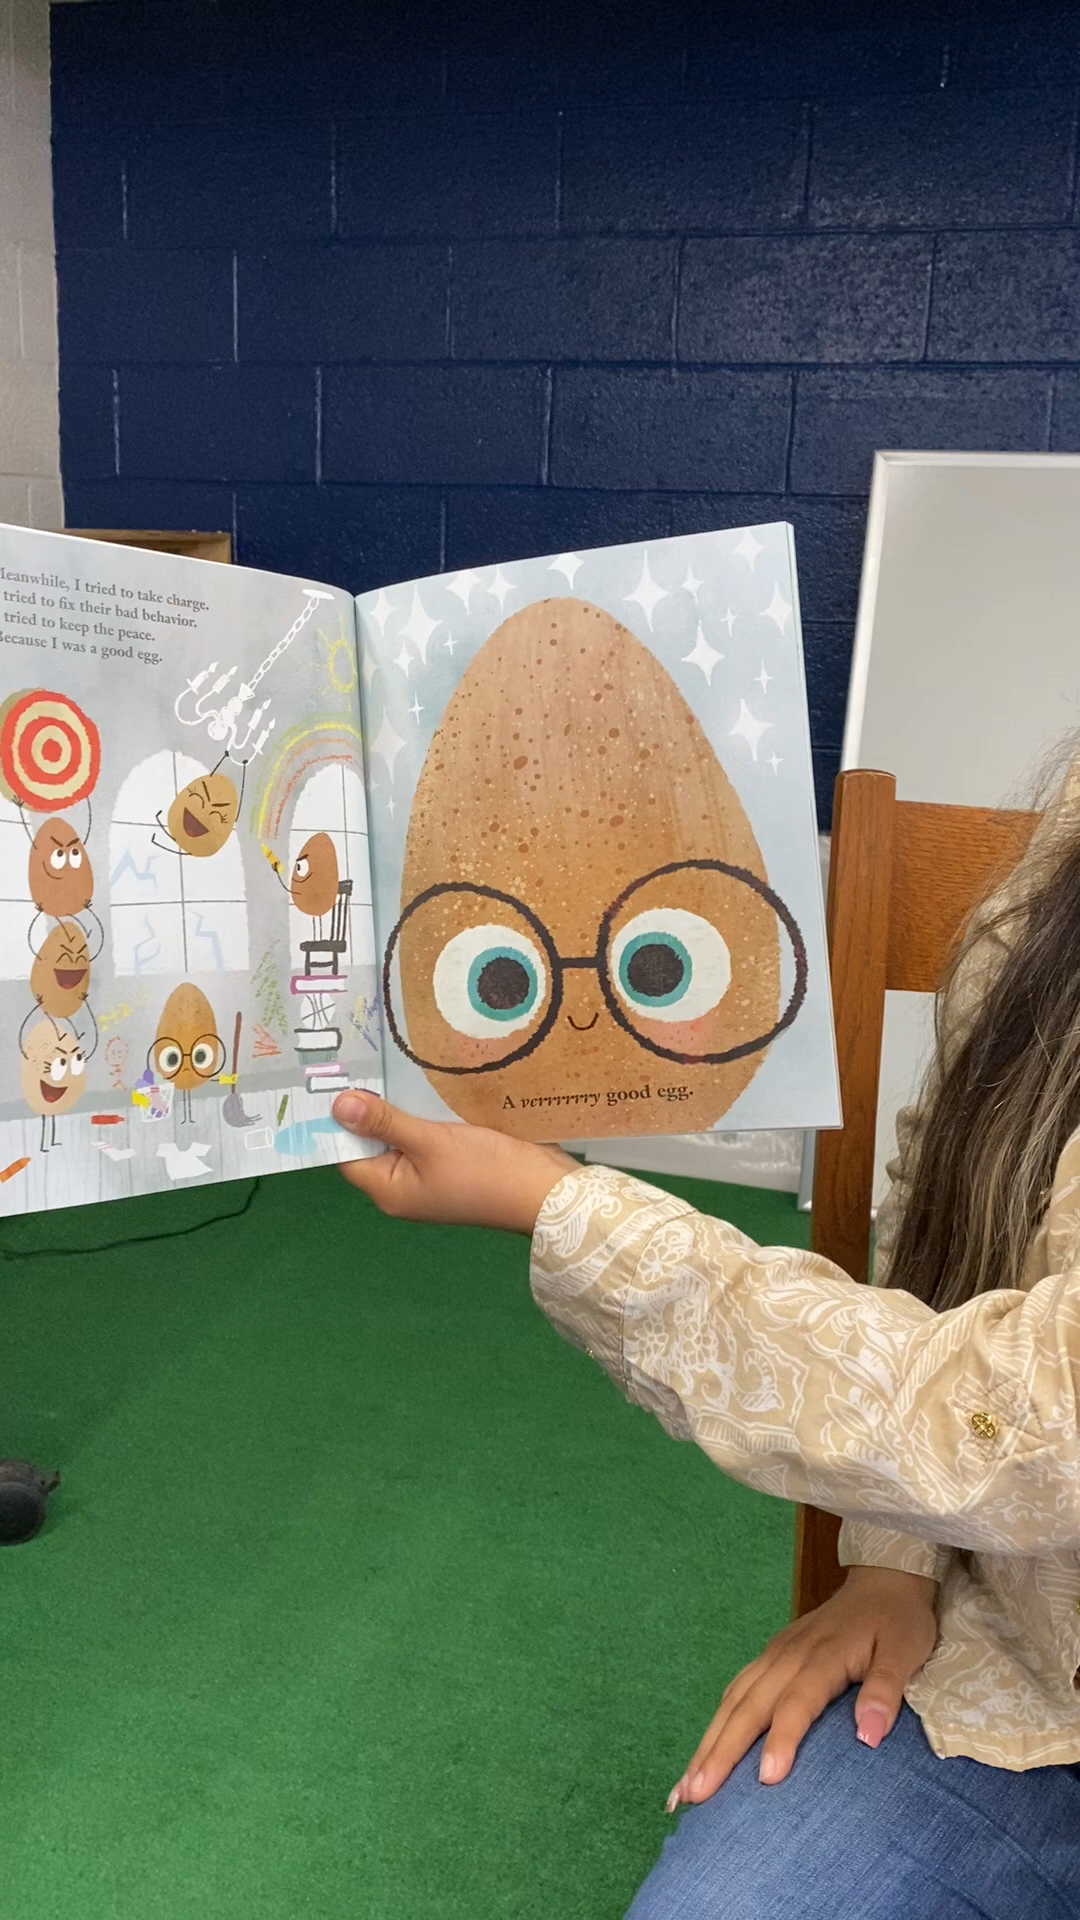 Meanwhile, I tried to take charge.
tried to fix their bad behavior.
tried to keep the peace.
Because I was a good egg.
A verrrrrry good egg.